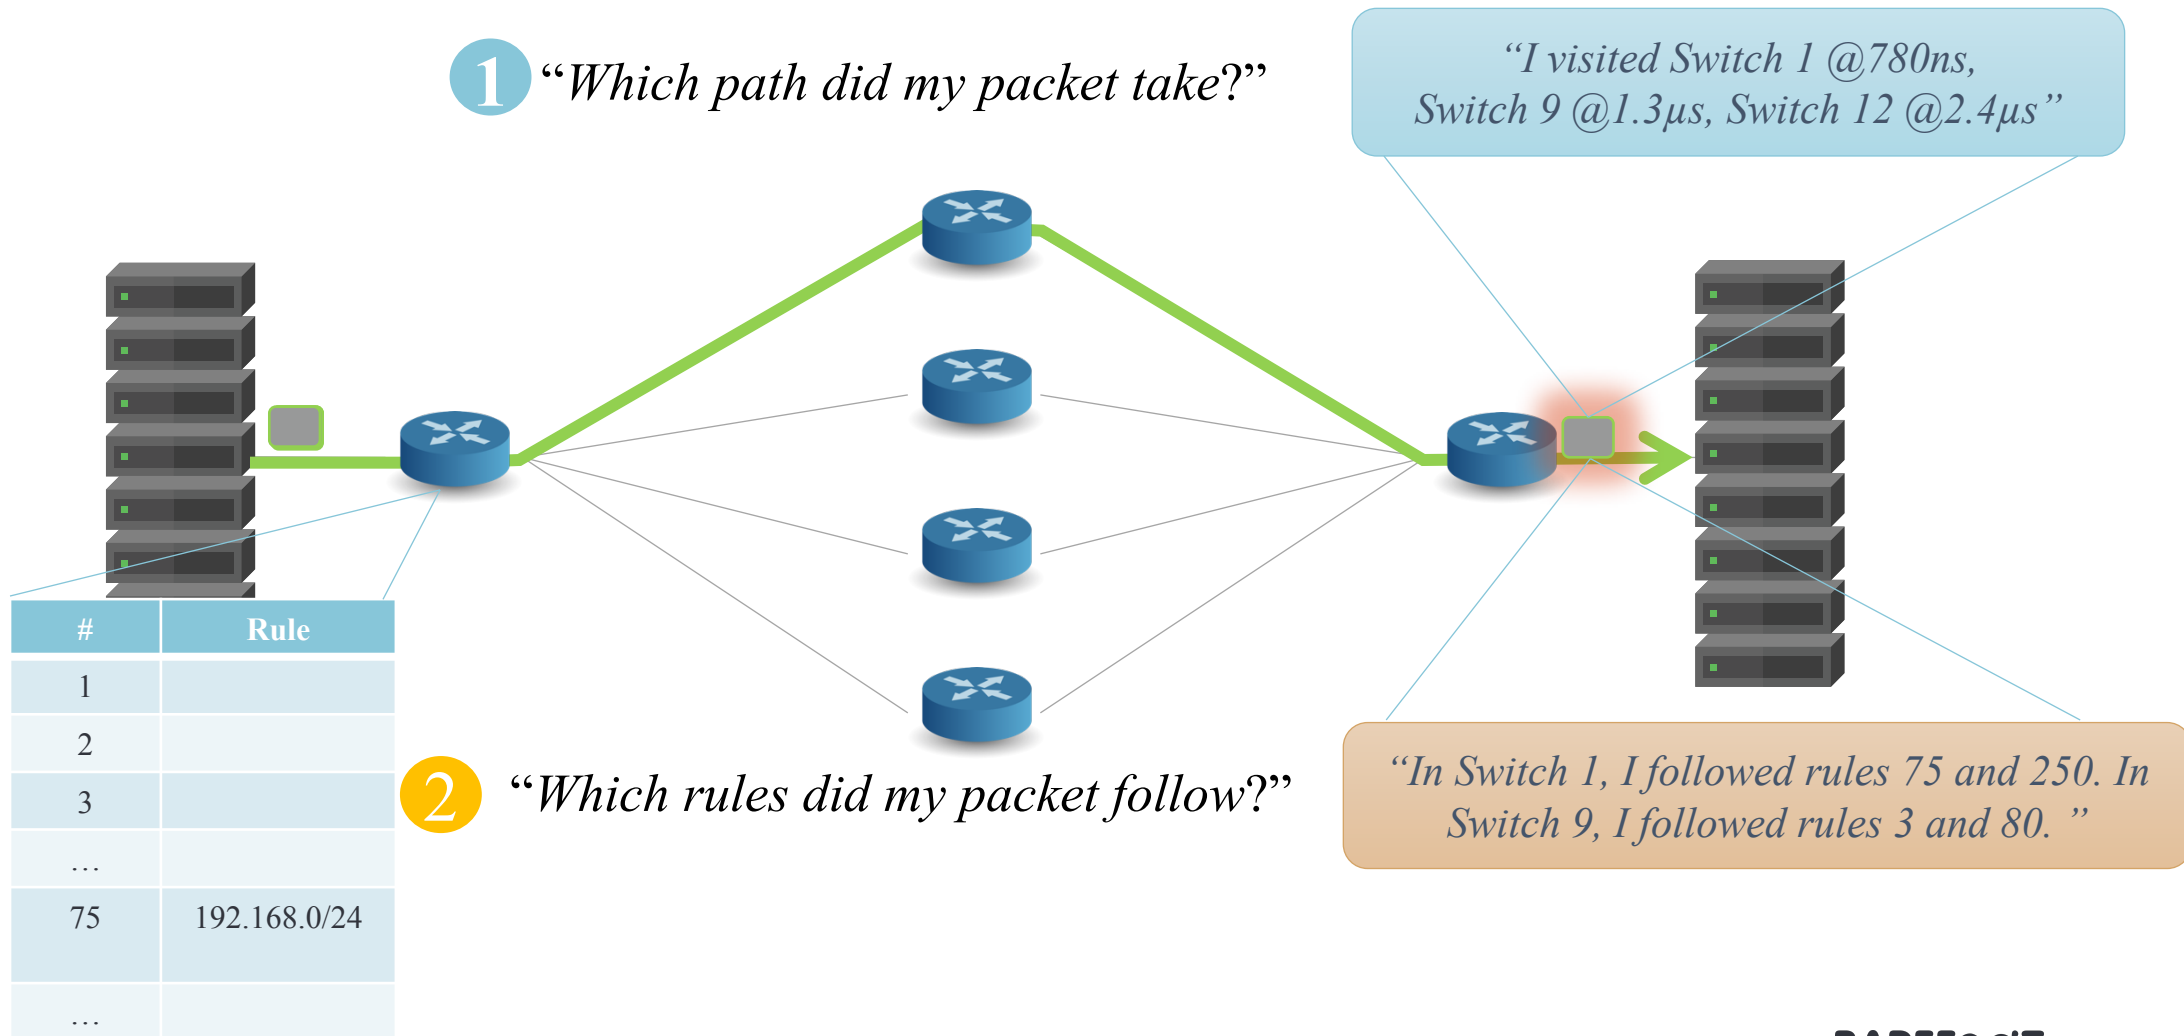 1 “Which path did my packet take?”
“I visited Switch 1 @780ns,
Switch 9 @1.3µs, Switch 12 @2.4µs”
# Rule
1
2
3
…
75 192.168.0/24
…
2 “Which rules did my packet follow?”
“In Switch 1, I followed rules 75 and 250. In
Switch 9, I followed rules 3 and 80. ”